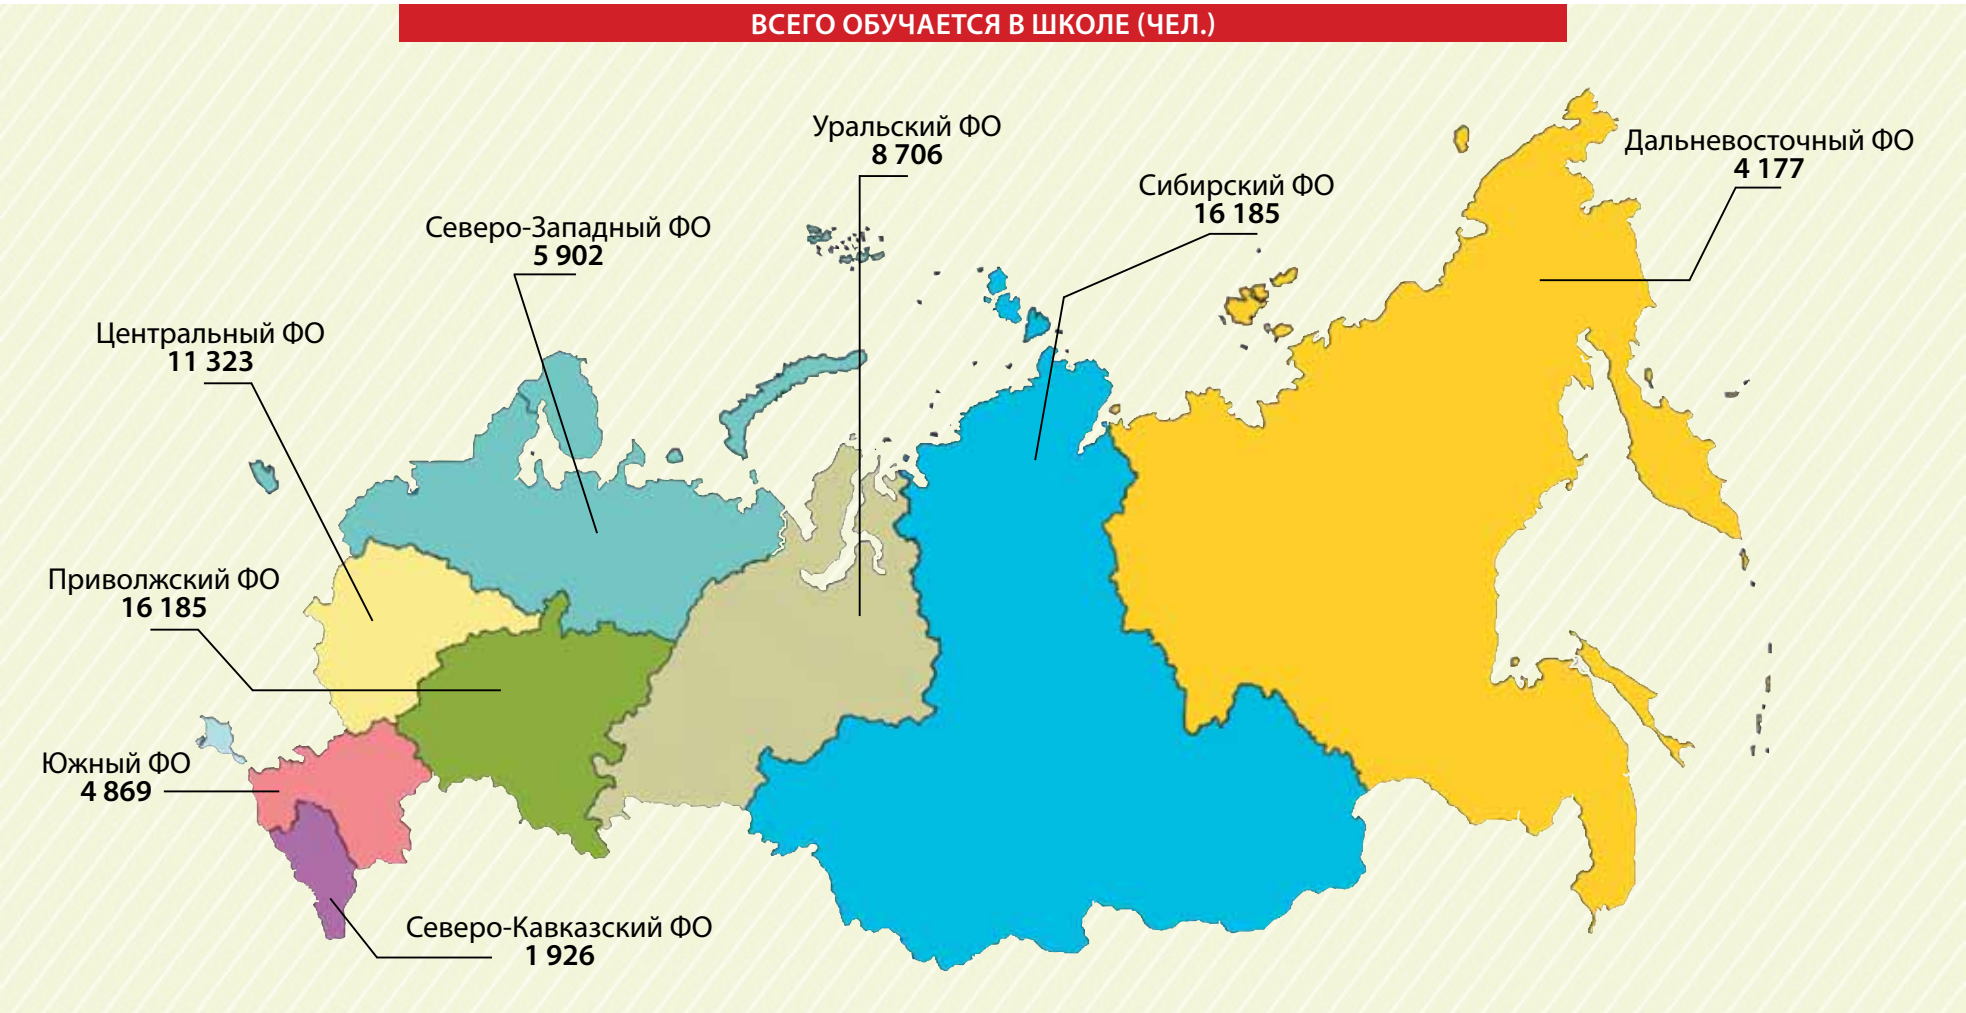 ВСЕГО ОБУЧАЕТСЯ В ШКОЛЕ (ЧЕЛ.)
Уральский ФО
8 706
Дальневосточный ФО
4 177
Сибирский ФО
16 185
Северо-Западный ФО
5 902
Центральный ФО
11 323
Приволжский ФО
16 185
Южный ФО
4 869
Северо-Кавказский ФО
1 926